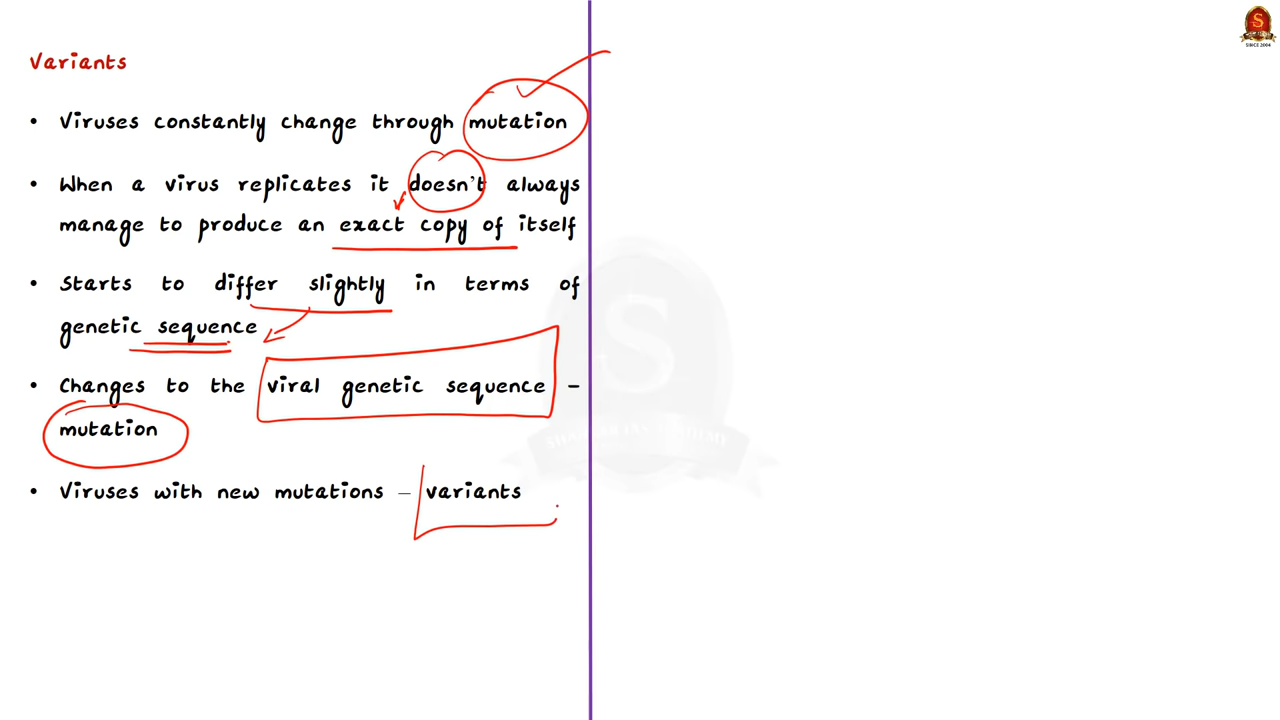 Variants
• Viruses constantly change through mutation
• When a virus replicates it doesn't always
manage to produce an exact copy of itself
• Starts to differ slightly in terms of
genetic sequence
• Changes to the viral genetic sequence –
mutation
• Viruses with new mutations – variants
S
SINCE 2004